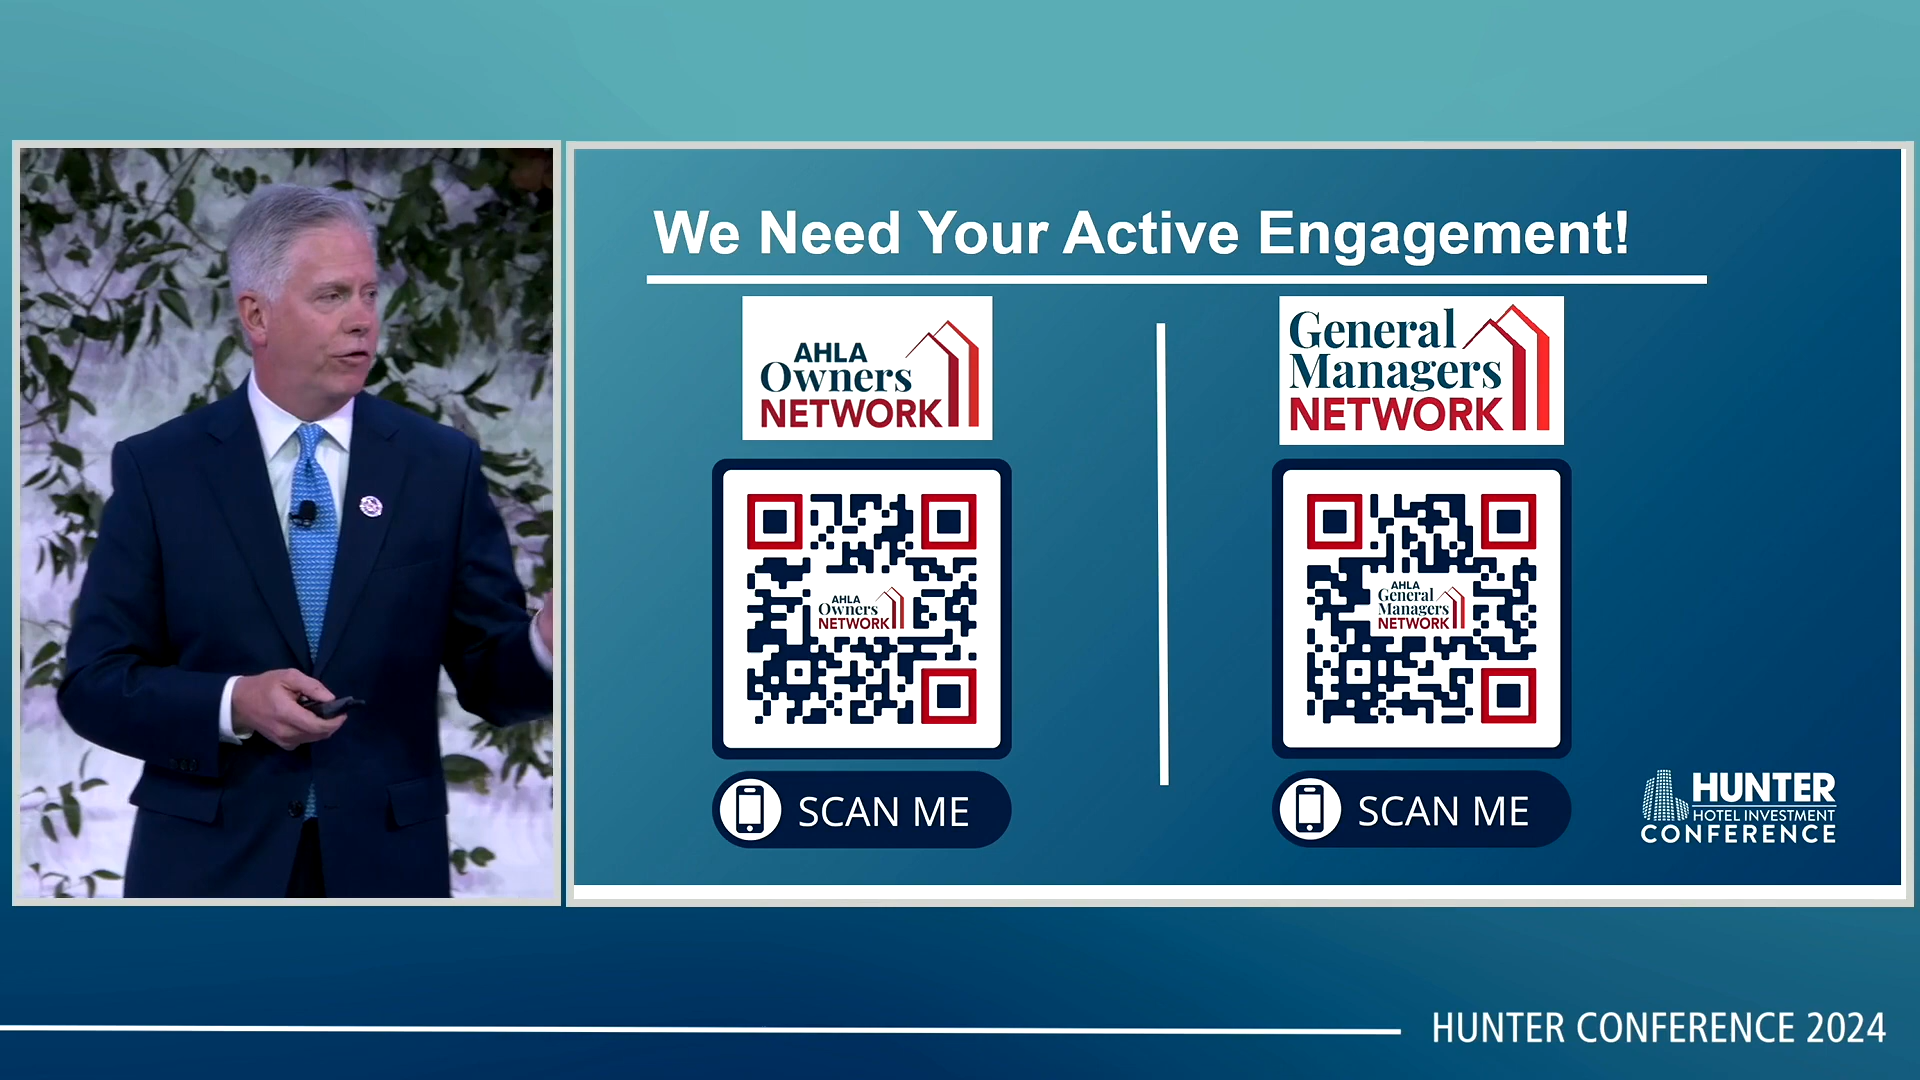 We Need Your Active Engagement!
AHLA
Owners
NETWORK
General
Managers
NETWORK
AHLA
Owners
NETWORK
AHLA
General
Managers
NETWORK
SCAN ME
SCAN ME
HUNTER
HOTEL INVESTMENT
CONFERENCE
HUNTER CONFERENCE 2024